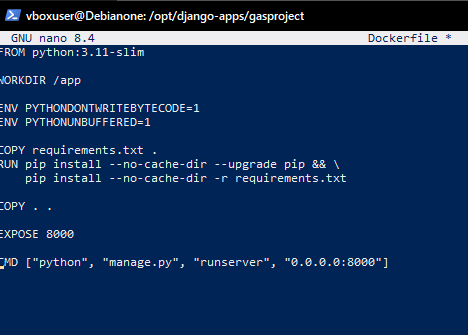 vboxuser@Debianone: /opt/django-apps/gasproject
GNU nano 8.4 Dockerfile *
FROM python:3.11-slim
WORKDIR /app
ENV PYTHONDONTWRITEBYTECODE=1
ENV PYTHONUNBUFFERED=1
COPY requirements.txt .
RUN pip install --no-cache-dir --upgrade pip && \
    pip install --no-cache-dir -r requirements.txt
COPY . .
EXPOSE 8000
CMD ["python", "manage.py", "runserver", "0.0.0.0:8000"]